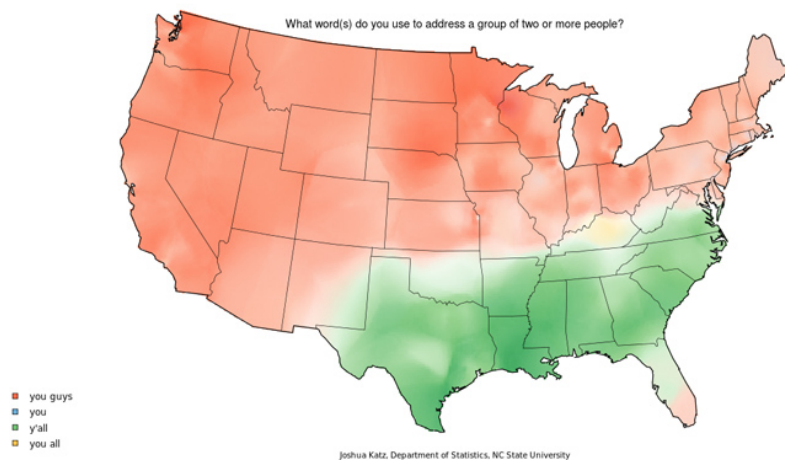 What word(s) do you use to address a group of two or more people?
you guys
you
y'all
you all
Joshua Katz, Department of Statistics, NC State University